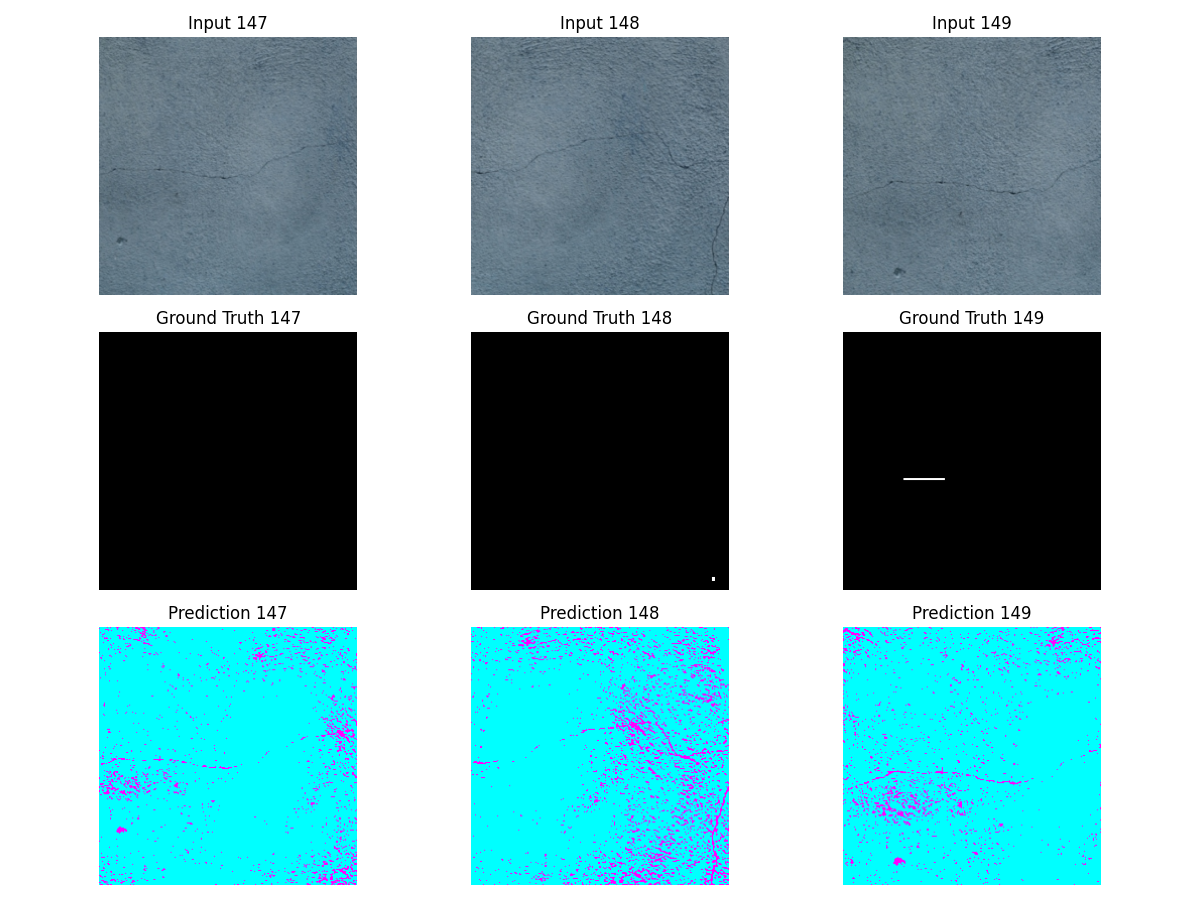 Input 147
Input 148
Input 149
Ground Truth 147
Ground Truth 148
Ground Truth 149
Prediction 147
Prediction 148
Prediction 149